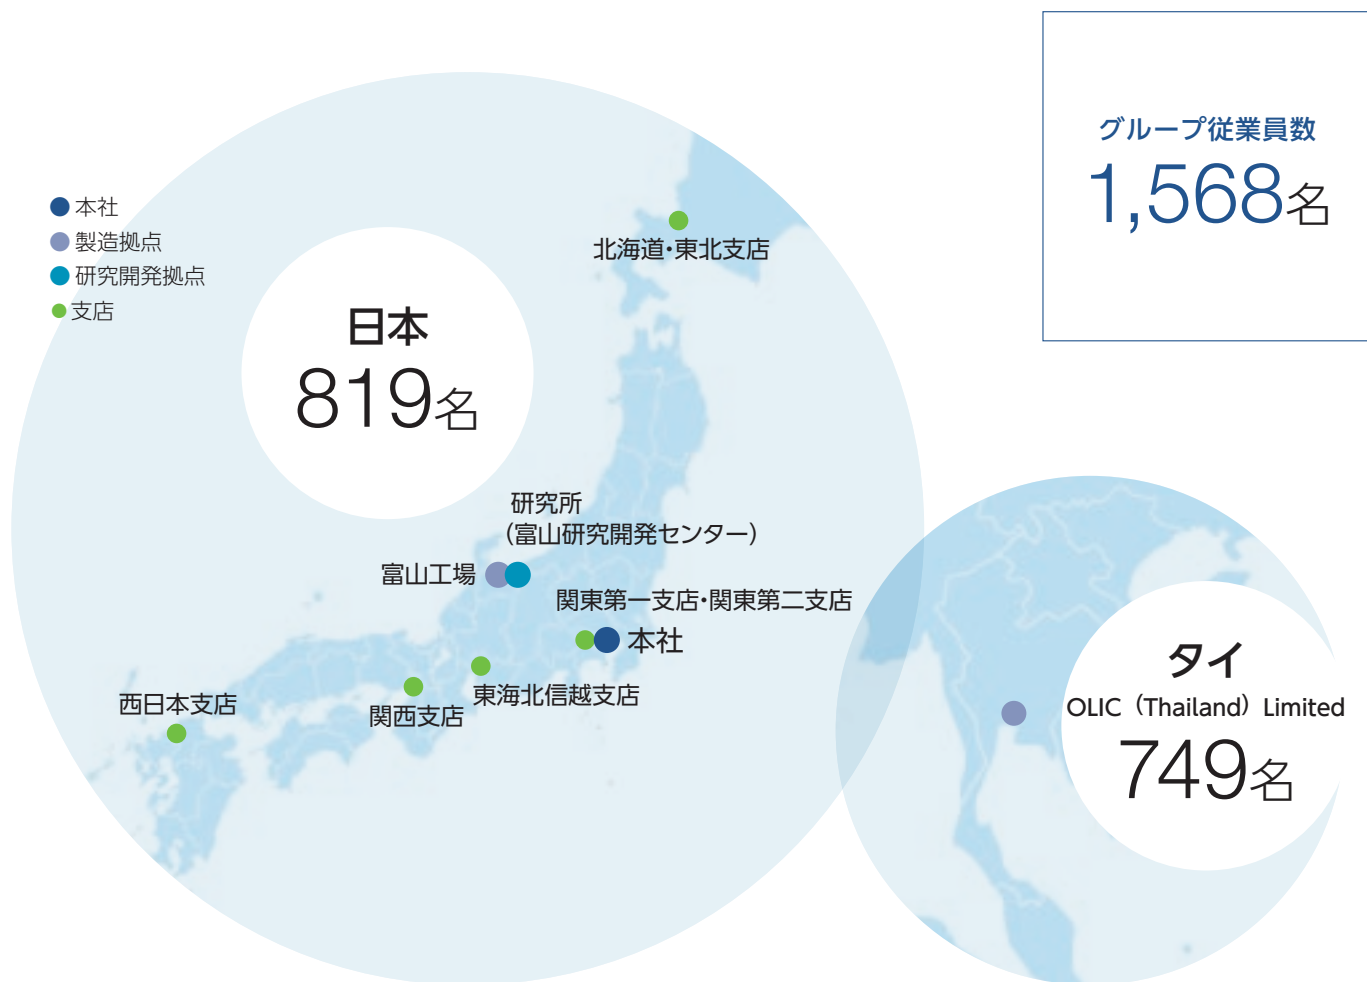 グループ従業員数
1,568名
本社
製造拠点
研究開発拠点
支店
北海道・東北支店
日本
819名
研究所
（富山研究開発センター）
富山工場
関東第一支店・関東第二支店
本社
東海北信越支店
関西支店
西日本支店
タイ
OLIC（Thailand）Limited
749名